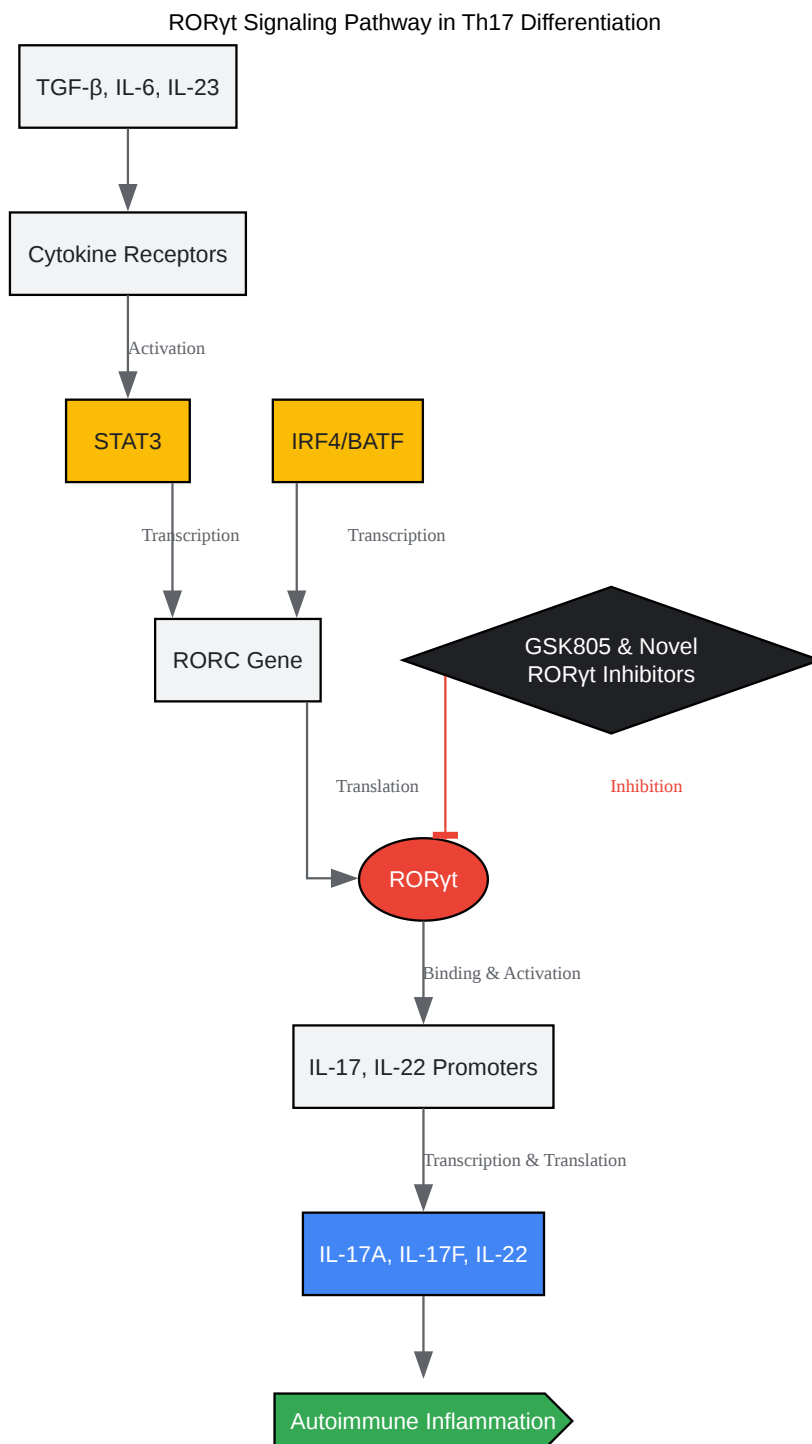 RORγt Signaling Pathway in Th17 Differentiation
TGF-β, IL-6, IL-23
Cytokine Receptors
Activation
STAT3
IRF4/BATF
Transcription
Transcription
RORC Gene
GSK805 & Novel
RORγt Inhibitors
Translation
Inhibition
RORγt
Binding & Activation
IL-17, IL-22 Promoters
Transcription & Translation
IL-17A, IL-17F, IL-22
Autoimmune Inflammation